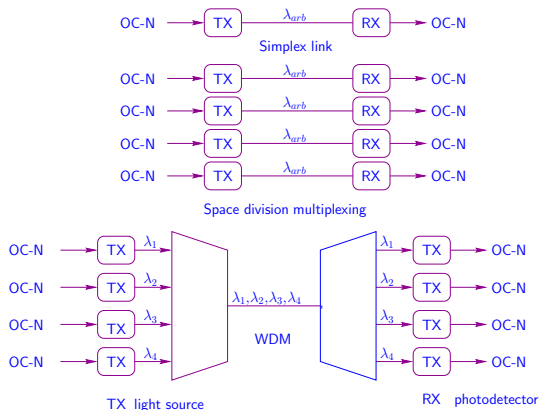 OC-N TX λarb RX OC-N
Simplex link
OC-N TX λarb RX OC-N
OC-N TX λarb RX OC-N
OC-N TX λarb RX OC-N
OC-N TX λarb RX OC-N
Space division multiplexing
OC-N TX λ1 λ1 TX OC-N
OC-N TX λ2 λ2 TX OC-N
λ1,λ2,λ3,λ4
OC-N TX λ3 λ3 TX OC-N
WDM
OC-N TX λ4 λ4 TX OC-N
TX light source
RX photodetector